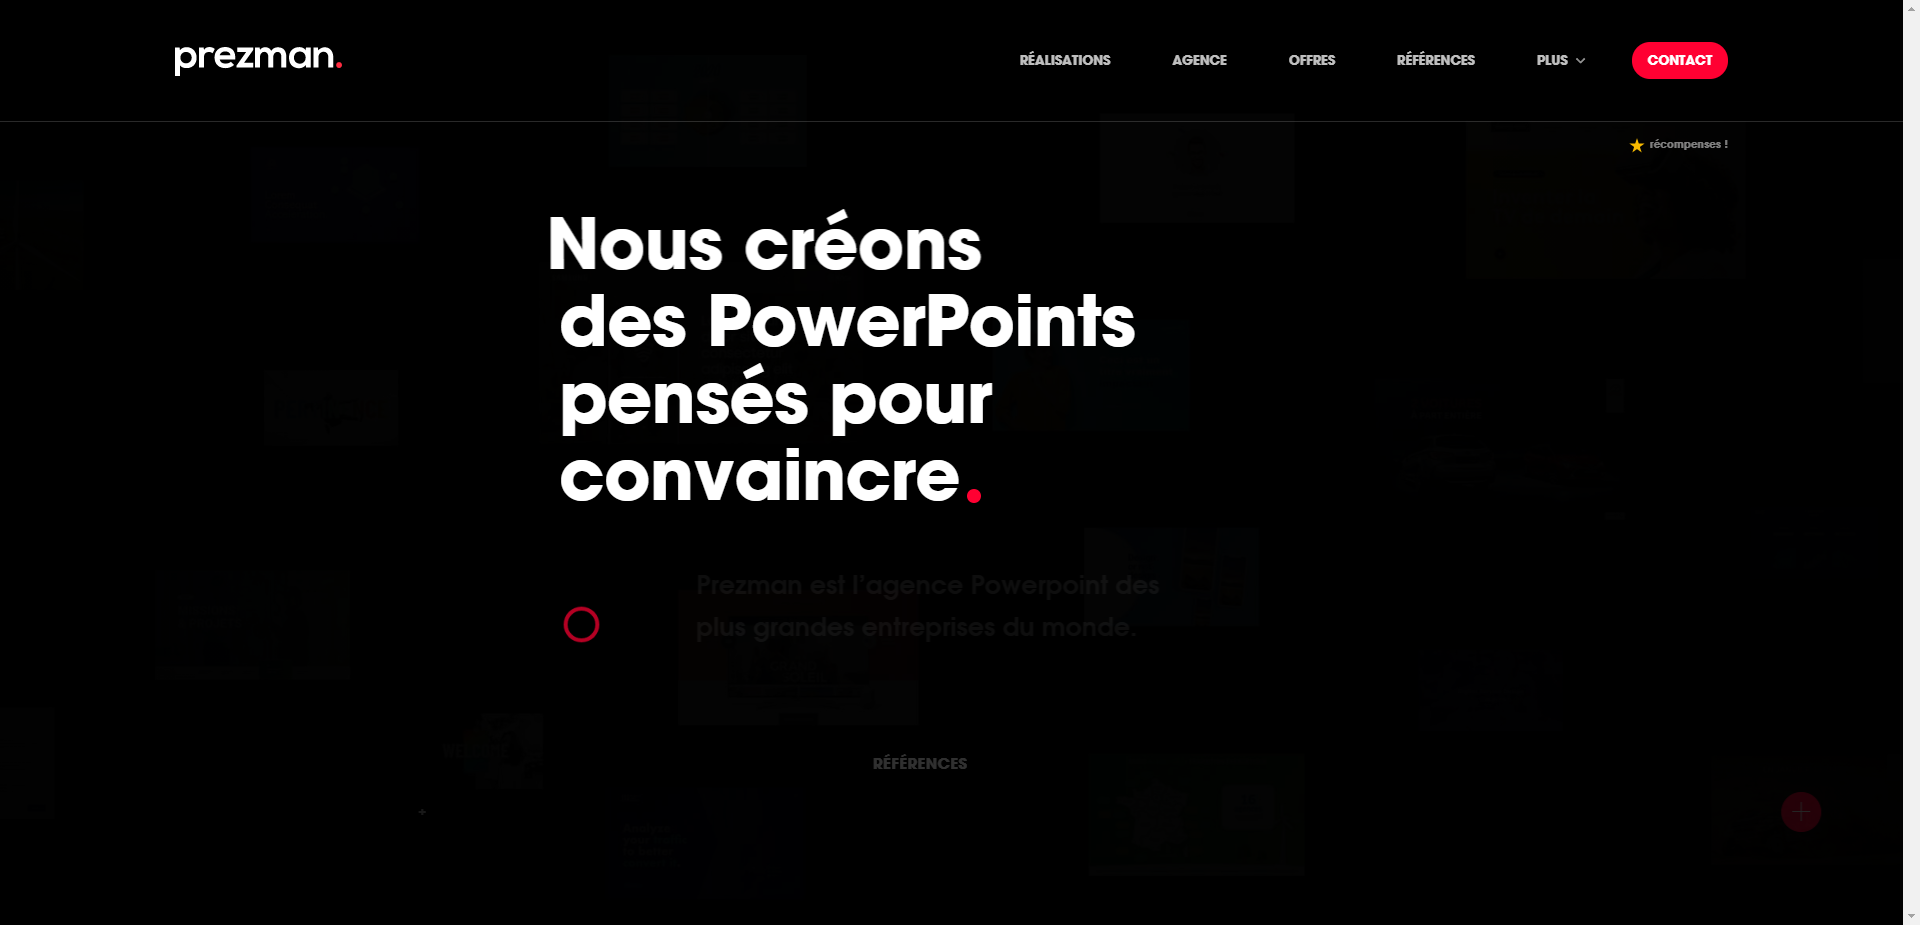 prezman.
RÉALISATIONS
AGENCE
OFFRES
RÉFÉRENCES
PLUS
CONTACT
récompenses !
Nous créons
des PowerPoints
pensés pour
convaincre.
Prezman est l’agence Powerpoint des
plus grandes entreprises du monde.
RÉFÉRENCES